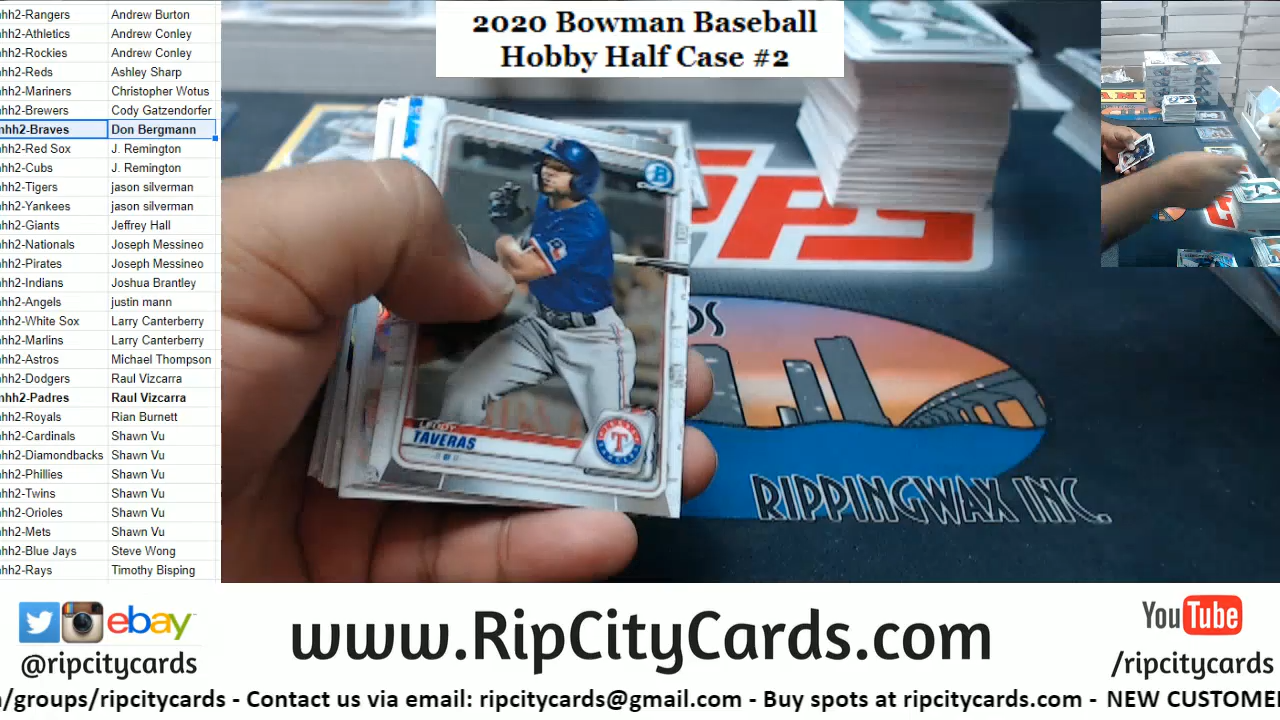 2020 Bowman Baseball
Hobby Half Case #2
hh2-Rangers Andrew Burton
hh2-Athletics Andrew Conley
hh2-Rockies Andrew Conley
hh2-Reds Ashley Sharp
hh2-Mariners Christopher Wotus
hh2-Brewers Cody Gatzendorfer
hh2-Braves Don Bergmann
hh2-Red Sox J. Remington
hh2-Cubs J. Remington
hh2-Tigers jason silverman
hh2-Yankees jason silverman
hh2-Giants Jeffrey Hall
hh2-Nationals Joseph Messineo
hh2-Pirates Joseph Messineo
hh2-Indians Joshua Brantley
hh2-Angels justin mann
hh2-White Sox Larry Canterberry
hh2-Marlins Larry Canterberry
hh2-Astros Michael Thompson
hh2-Dodgers Raul Vizcarra
hh2-Padres Raul Vizcarra
hh2-Royals Rian Burnett
hh2-Cardinals Shawn Vu
hh2-Diamondbacks Shawn Vu
hh2-Phillies Shawn Vu
hh2-Twins Shawn Vu
hh2-Orioles Shawn Vu
hh2-Mets Shawn Vu
hh2-Blue Jays Steve Wong
hh2-Rays Timothy Bisping
B
LEODY
TAVERAS
T
PPS
DS
RIPPINGWAX INC.
ebay
@ripcitycards
www.RipCityCards.com
YouTube
/ripcitycards
/groups/ripcitycards - Contact us via email: ripcitycards@gmail.com - Buy spots at ripcitycards.com - NEW CUSTOME